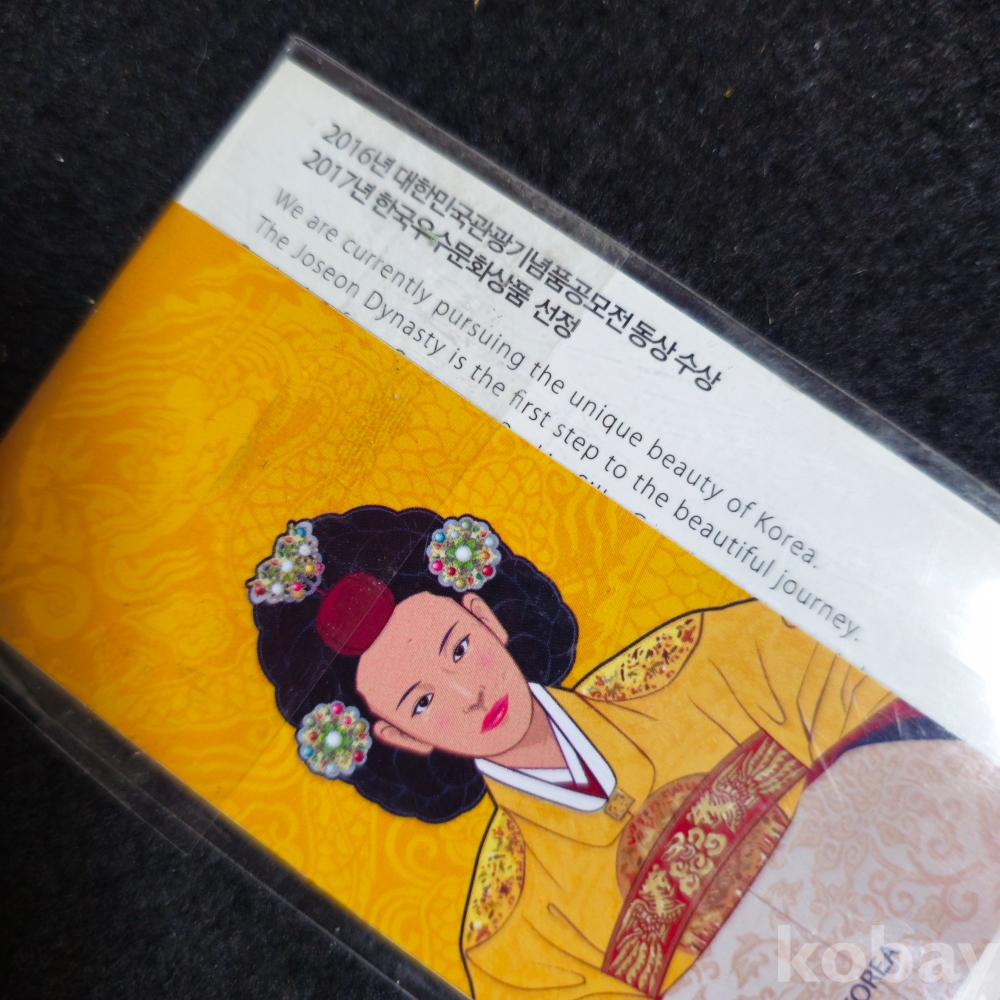 2016년 대한민국관광기념품공모전 동상 수상
2017년 한국우수문화상품 선정
We are currently pursuing the unique beauty of Korea.
The Joseon Dynasty is the first step to the beautiful journey.
kobay